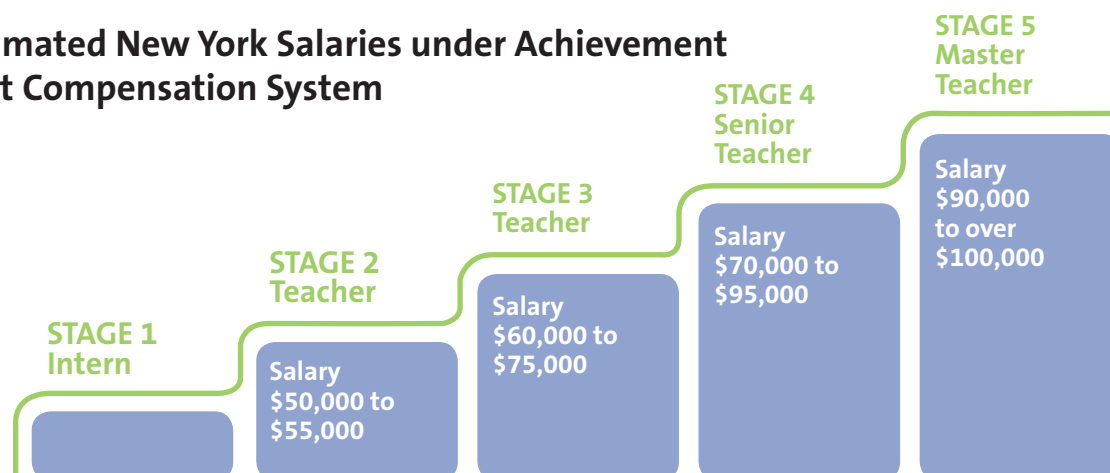 mated New York Salaries under Achievement
t Compensation System
STAGE 1
Intern
STAGE 2
Teacher
Salary
$50,000 to
$55,000
STAGE 3
Teacher
Salary
$60,000 to
$75,000
STAGE 4
Senior
Teacher
Salary
$70,000 to
$95,000
STAGE 5
Master
Teacher
Salary
$90,000
to over
$100,000